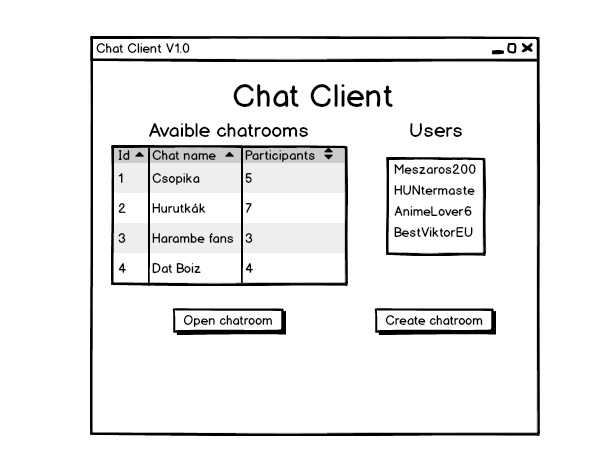 Chat Client V1.0
Chat Client
Avaible chatrooms
Users
Id Chat name Participants
1 Csopika 5
2 Hurutkák 7
3 Harambe fans 3
4 Dat Boiz 4
Meszaros200
HUNtermaste
AnimeLover6
BestViktorEU
Open chatroom
Create chatroom